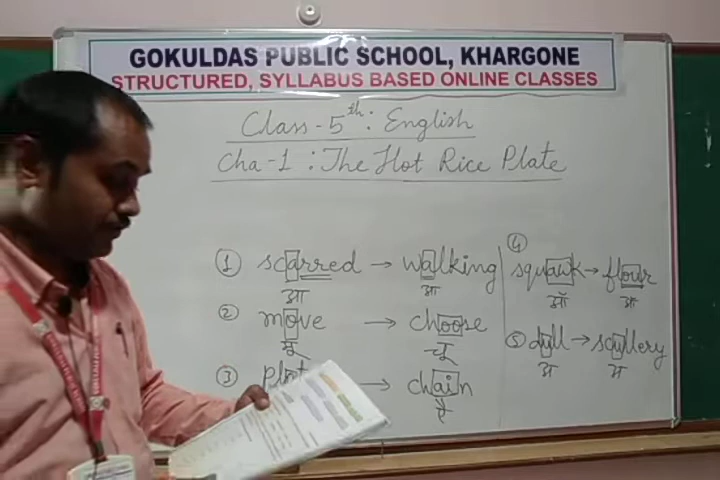 GOKULDAS PUBLIC SCHOOL, KHARGONE
STRUCTURED, SYLLABUS BASED ONLINE CLASSES
Class-5th: English
Cha-1: The Hot Rice Plate
① scarred → walking
आ आ
② move → choose
मू चू
③ → chain
④
squawk → flour
ऑ
⑤ dull → scullery
अ अ